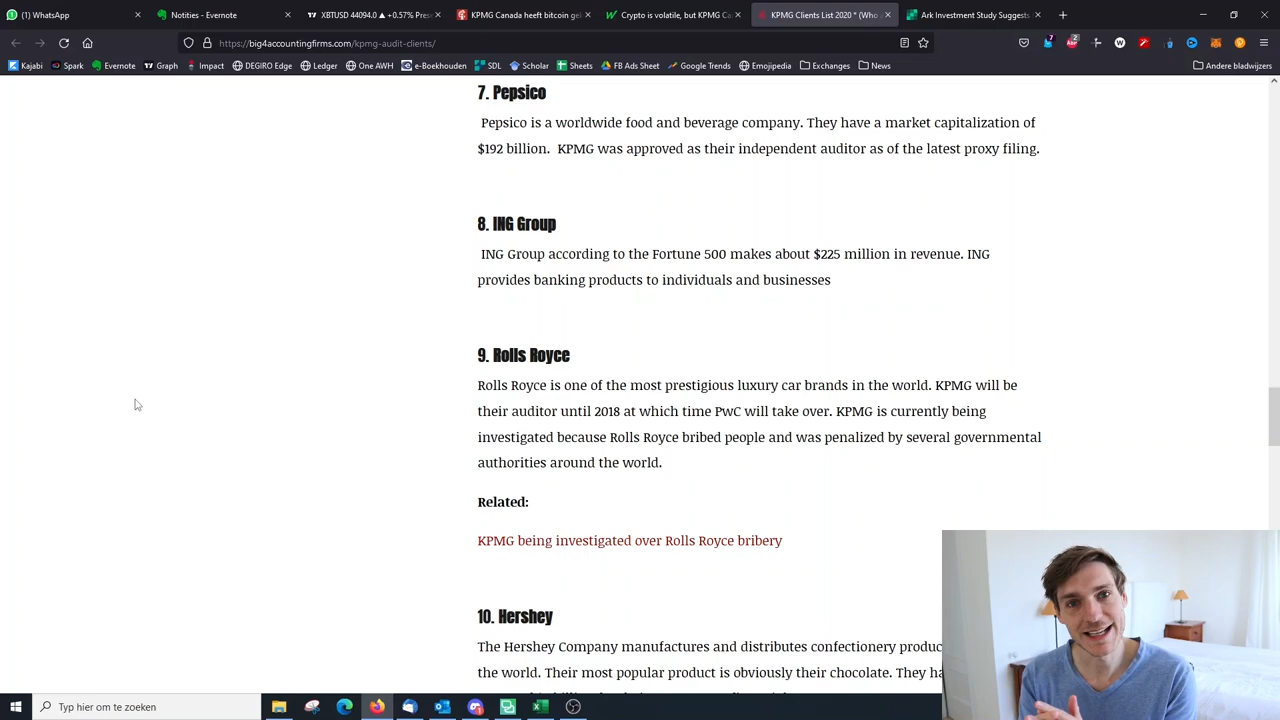 (1) WhatsApp
Notities - Evernote
XBTUSD 44094.0 ▲ +0.57% Pres
KPMG Canada heeft bitcoin gek
Crypto is volatile, but KPMG Ca
KPMG Clients List 2020 * (Who
Ark Investment Study Suggests
https://big4accountingfirms.com/kpmg-audit-clients/
Kajabi Spark Evernote Graph Impact DEGIRO Edge Ledger One AWH e-Boekhouden SDL Scholar Sheets FB Ads Sheet Google Trends Emojipedia Exchanges News Andere bladwijzers
7. Pepsico
Pepsico is a worldwide food and beverage company. They have a market capitalization of
$192 billion. KPMG was approved as their independent auditor as of the latest proxy filing.
8. ING Group
ING Group according to the Fortune 500 makes about $225 million in revenue. ING
provides banking products to individuals and businesses
9. Rolls Royce
Rolls Royce is one of the most prestigious luxury car brands in the world. KPMG will be
their auditor until 2018 at which time PwC will take over. KPMG is currently being
investigated because Rolls Royce bribed people and was penalized by several governmental
authorities around the world.
Related:
KPMG being investigated over Rolls Royce bribery
10. Hershey
The Hershey Company manufactures and distributes confectionery produc
the world. Their most popular product is obviously their chocolate. They ha
Typ hier om te zoeken